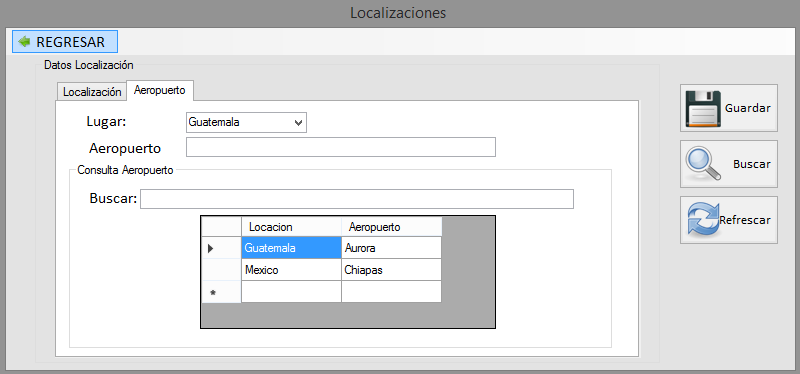 Localizaciones
REGRESAR
Datos Localización
Localización Aeropuerto
Lugar: Guatemala
Aeropuerto
Consulta Aeropuerto
Buscar:
Locacion Aeropuerto
Guatemala Aurora
Mexico Chiapas
*
Guardar
Buscar
Refrescar